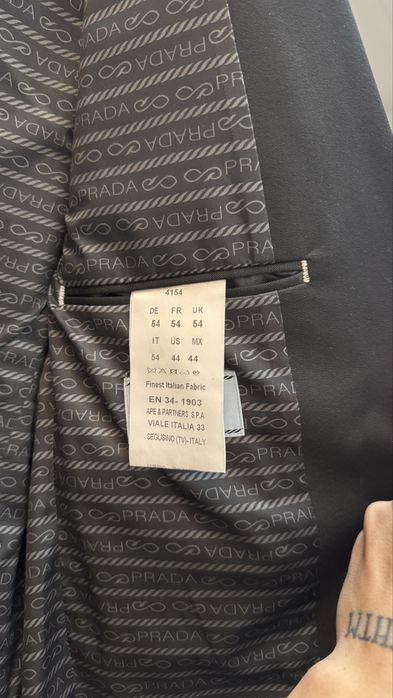 PRADA
PRADA
PRADA
PRADA
PRADA
PRADA
4154
DE FR UK
54 54 54
IT US MX
54 44 44
Finest Italian Fabric
EN 34- 1903
APE & PARTNERS S.P.A
VIALE ITALIA 33
SEGUSINO (TV)-ITALY
PRADA
PRADA
PRADA
PRADA
PRADA
PRADA